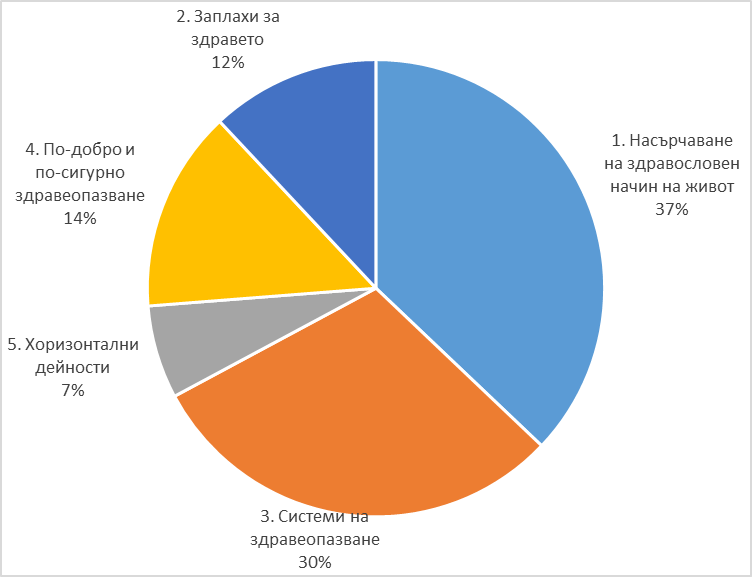 2. Заплахи за
здравето
12%
1. Насърчаване
на здравословен
начин на живот
37%
4. По-добро и
по-сигурно
здравеопазване
14%
5. Хоризонтални
дейности
7%
3. Системи на
здравеопазване
30%